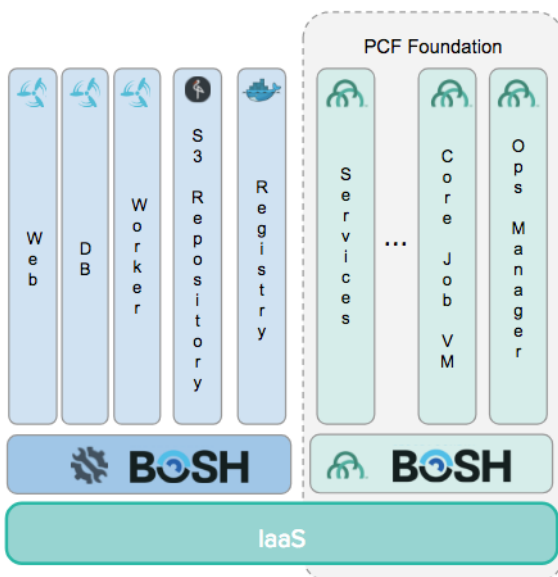 PCF Foundation
Web
DB
Worker
S3 Repository
Registry
Services
...
Core Job VM
Ops Manager
BOSH
BOSH
IaaS